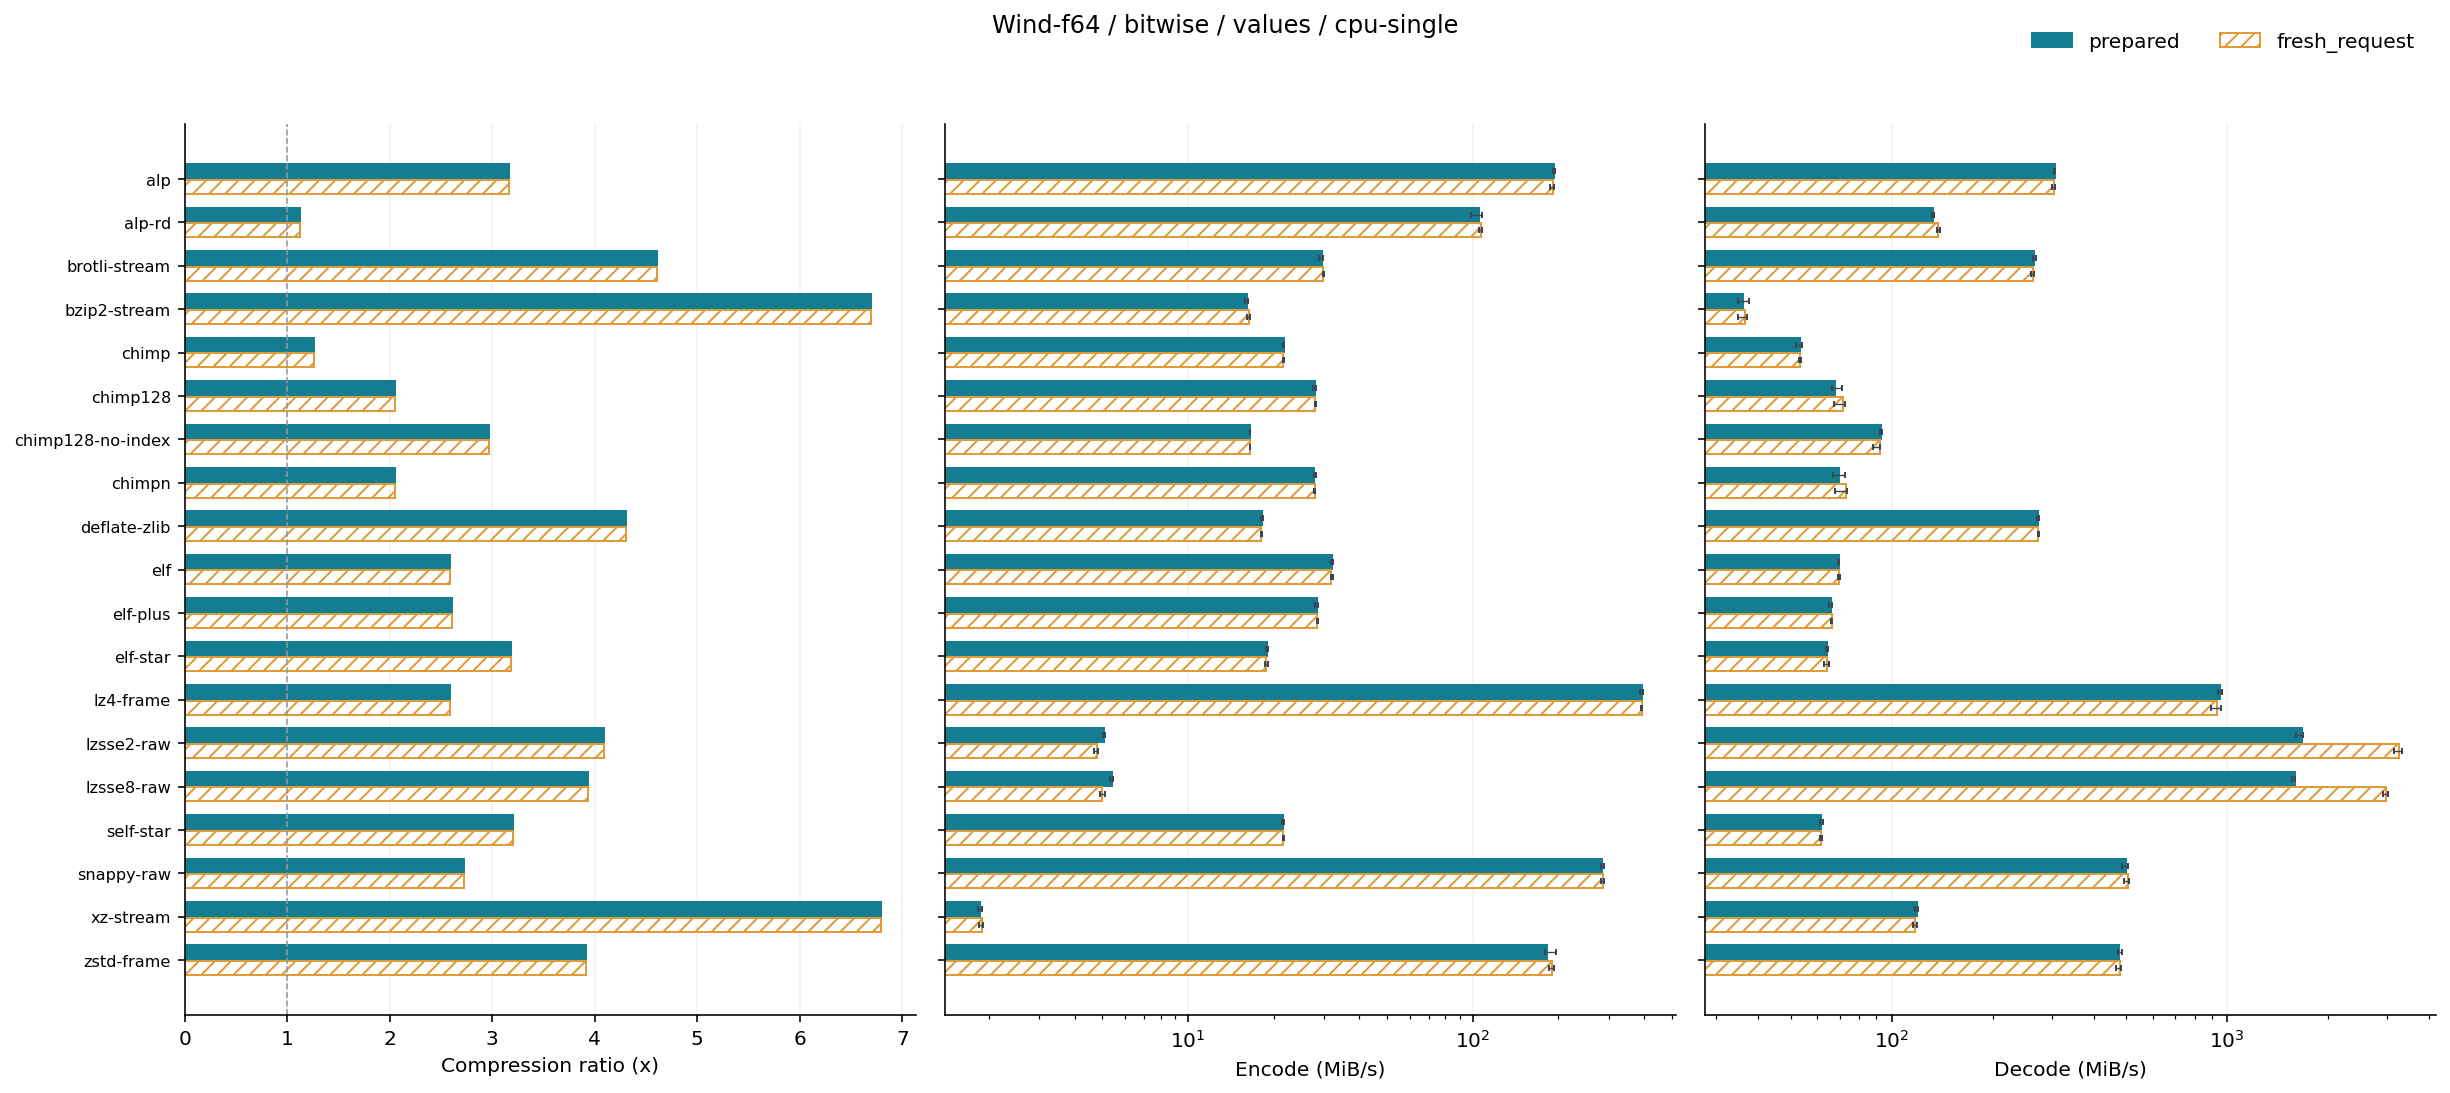 Wind-f64 / bitwise / values / cpu-single
prepared
fresh_request
alp
alp-rd
brotli-stream
bzip2-stream
chimp
chimp128
chimp128-no-index
chimpn
deflate-zlib
elf
elf-plus
elf-star
lz4-frame
lzsse2-raw
lzsse8-raw
self-star
snappy-raw
xz-stream
zstd-frame
0 1 2 3 4 5 6 7
Compression ratio (x)
10¹ 10²
Encode (MiB/s)
10² 10³
Decode (MiB/s)